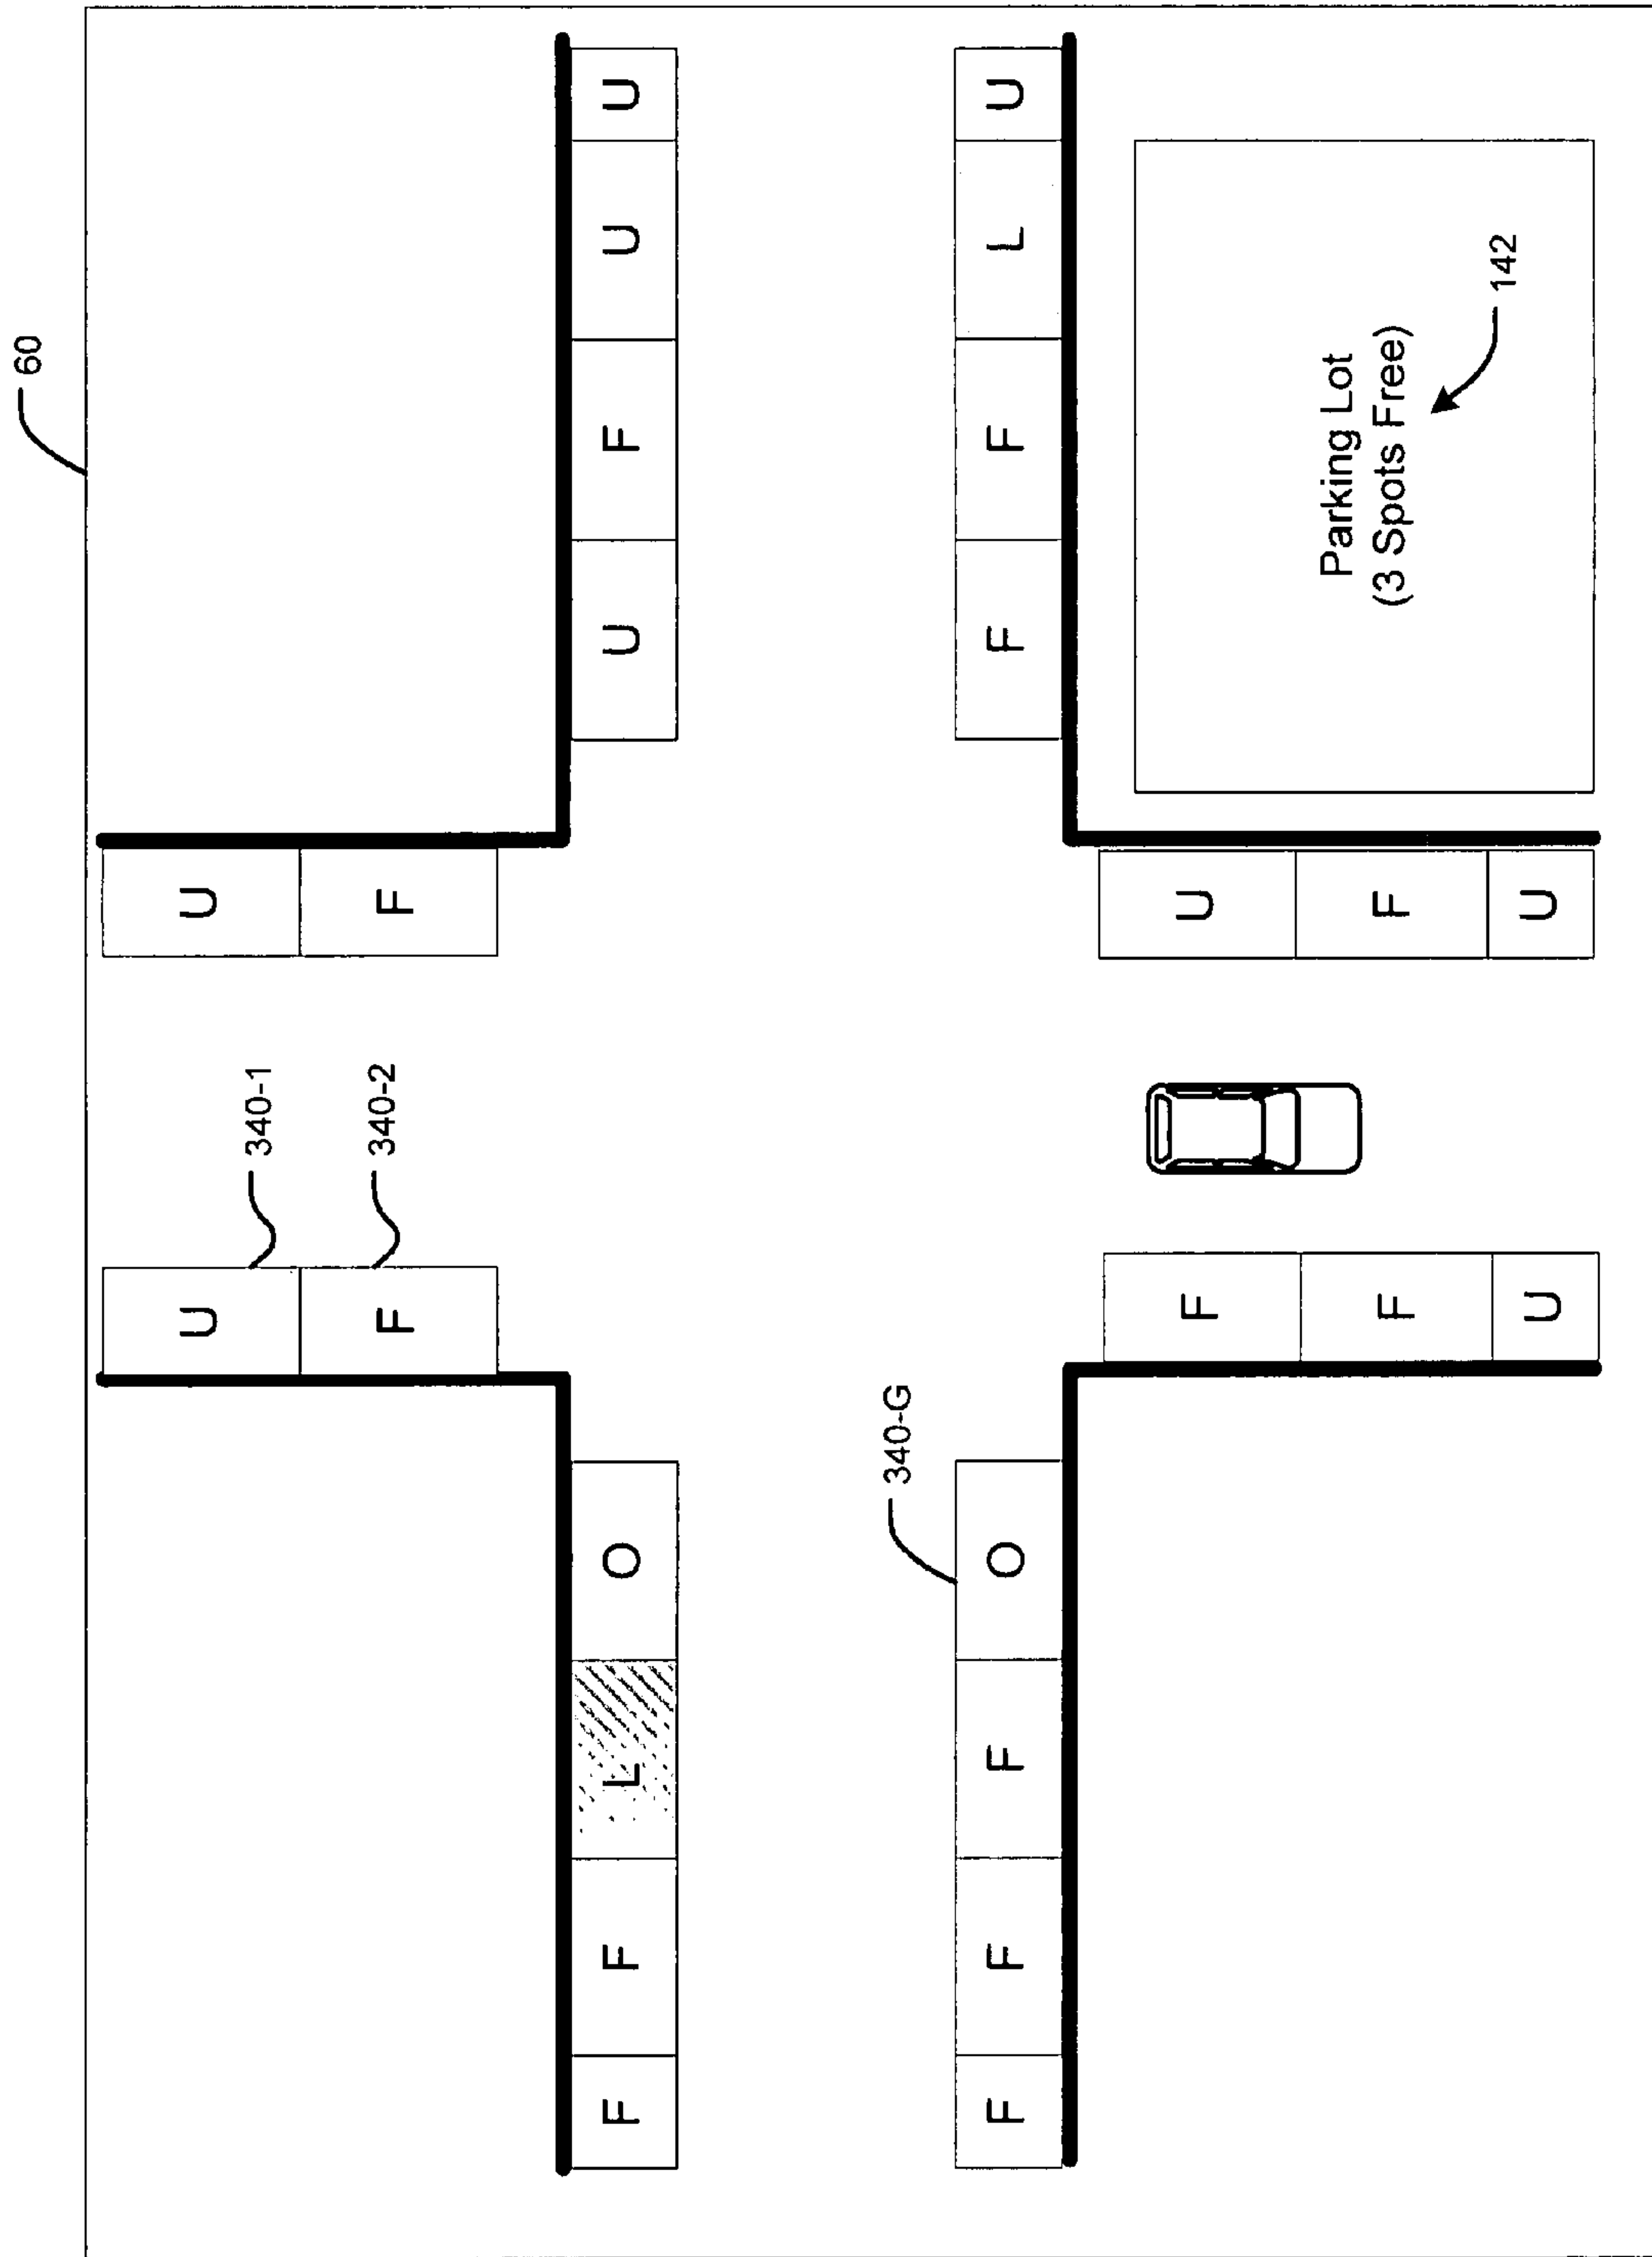 60
U 340-1 U
F 340-2 F
F F L O U F U U
340-G
F F F O F F L U
F U
Parking Lot
F F (3 Spots Free)
142
U U